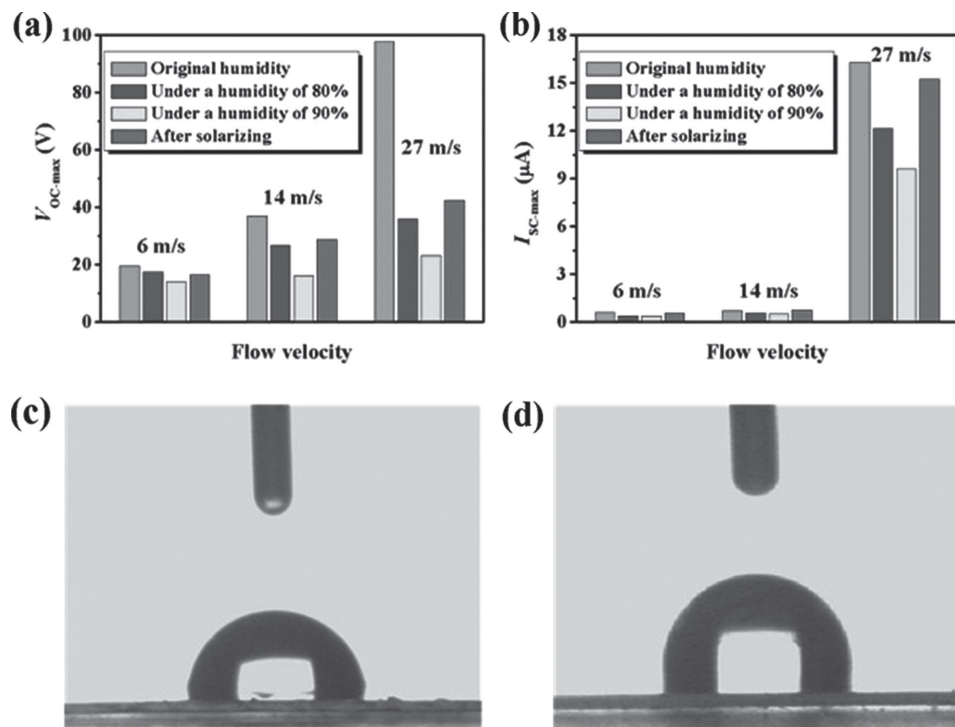 (a)
100
80
60
40
20
0
V_OC-max (V)
Original humidity
Under a humidity of 80%
Under a humidity of 90%
After solarizing
6 m/s
14 m/s
27 m/s
Flow velocity
(b)
18
15
12
9
6
3
0
I_SC-max (μA)
Original humidity
Under a humidity of 80%
Under a humidity of 90%
After solarizing
6 m/s
14 m/s
27 m/s
Flow velocity
(c)
(d)